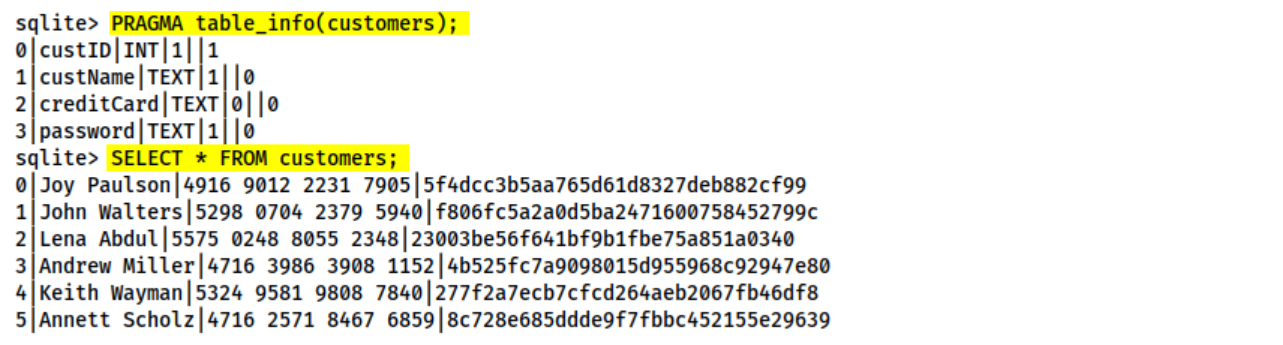 sqlite> PRAGMA table_info(customers);
0|custID|INT|1||1
1|custName|TEXT|1||0
2|creditCard|TEXT|0||0
3|password|TEXT|1||0
sqlite> SELECT * FROM customers;
0|Joy Paulson|4916 9012 2231 7905|5f4dcc3b5aa765d61d8327deb882cf99
1|John Walters|5298 0704 2379 5940|f806fc5a2a0d5ba2471600758452799c
2|Lena Abdul|5575 0248 8055 2348|23003be56f641bf9b1fbe75a851a0340
3|Andrew Miller|4716 3986 3908 1152|4b525fc7a9098015d955968c92947e80
4|Keith Wayman|5324 9581 9808 7840|277f2a7ecb7cfcd264aeb2067fb46df8
5|Annett Scholz|4716 2571 8467 6859|8c728e685ddde9f7fbbc452155e29639